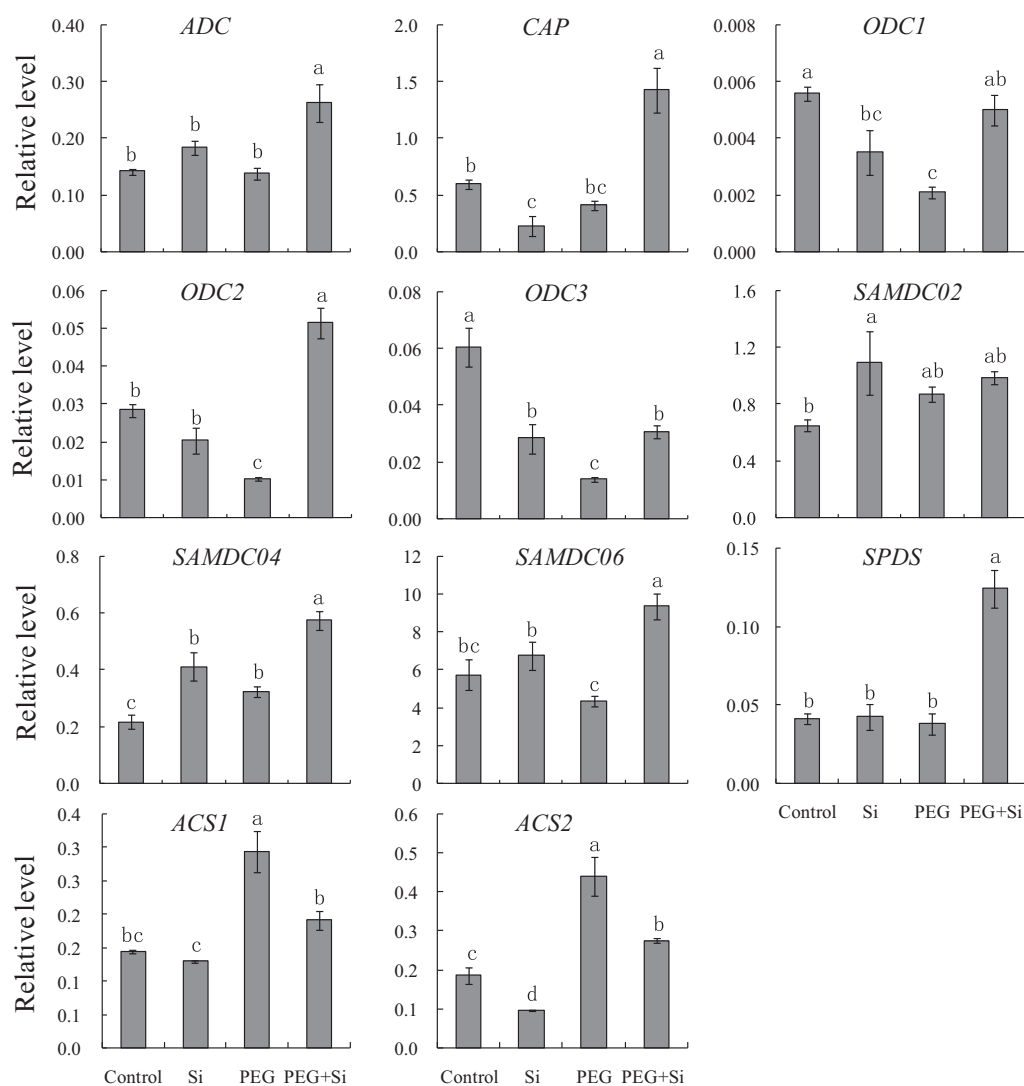 ADC
Relative level
0.40
0.30
0.20
0.10
0.00
b
b
b
a
CAP
2.0
1.5
1.0
0.5
0.0
b
c
bc
a
ODC1
0.008
0.006
0.004
0.002
0.000
a
bc
c
ab
ODC2
Relative level
0.06
0.05
0.04
0.03
0.02
0.01
0.00
b
b
c
a
ODC3
0.08
0.06
0.04
0.02
0.00
a
b
c
b
SAMDC02
1.6
1.2
0.8
0.4
0.0
b
a
ab
ab
SAMDC04
Relative level
0.8
0.6
0.4
0.2
0.0
c
b
b
a
SAMDC06
12
10
8
6
4
2
0
bc
b
c
a
SPDS
0.15
0.10
0.05
0.00
b
b
b
a
Control Si PEG PEG+Si
ACS1
Relative level
0.4
0.3
0.3
0.2
0.2
0.1
0.1
0.0
bc
c
a
b
Control Si PEG PEG+Si
ACS2
0.6
0.5
0.4
0.3
0.2
0.1
0.0
c
d
a
b
Control Si PEG PEG+Si